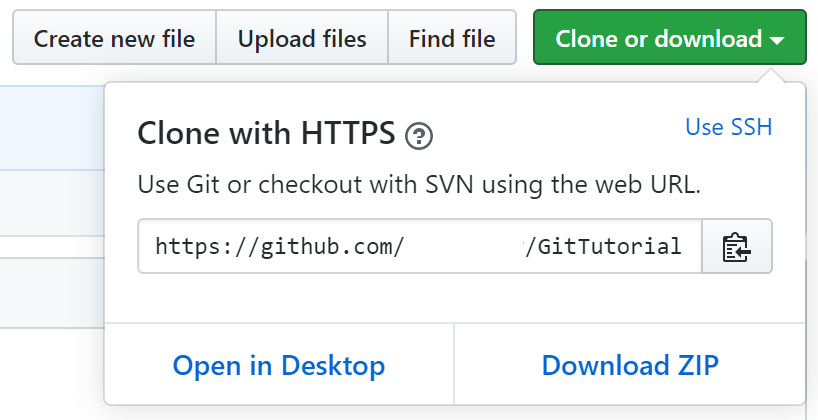 Create new file Upload files Find file Clone or download
Clone with HTTPS ?
Use SSH
Use Git or checkout with SVN using the web URL.
https://github.com/ /GitTutorial
Open in Desktop Download ZIP